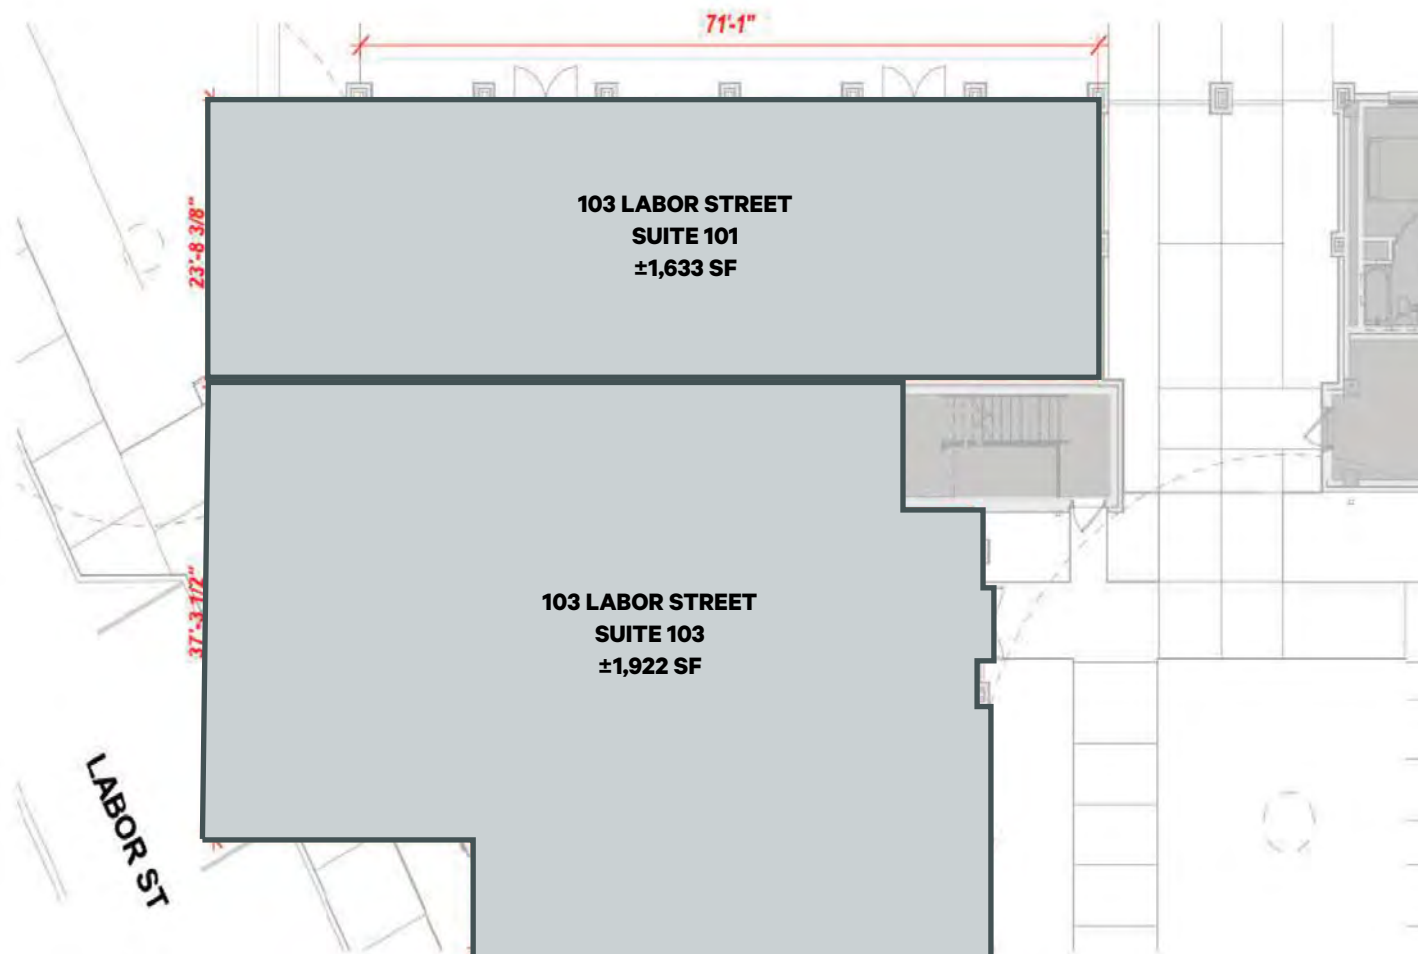 71'-1"
23'-8 3/8"
103 LABOR STREET
SUITE 101
±1,633 SF
37'-3 1/2"
103 LABOR STREET
SUITE 103
±1,922 SF
LABOR ST